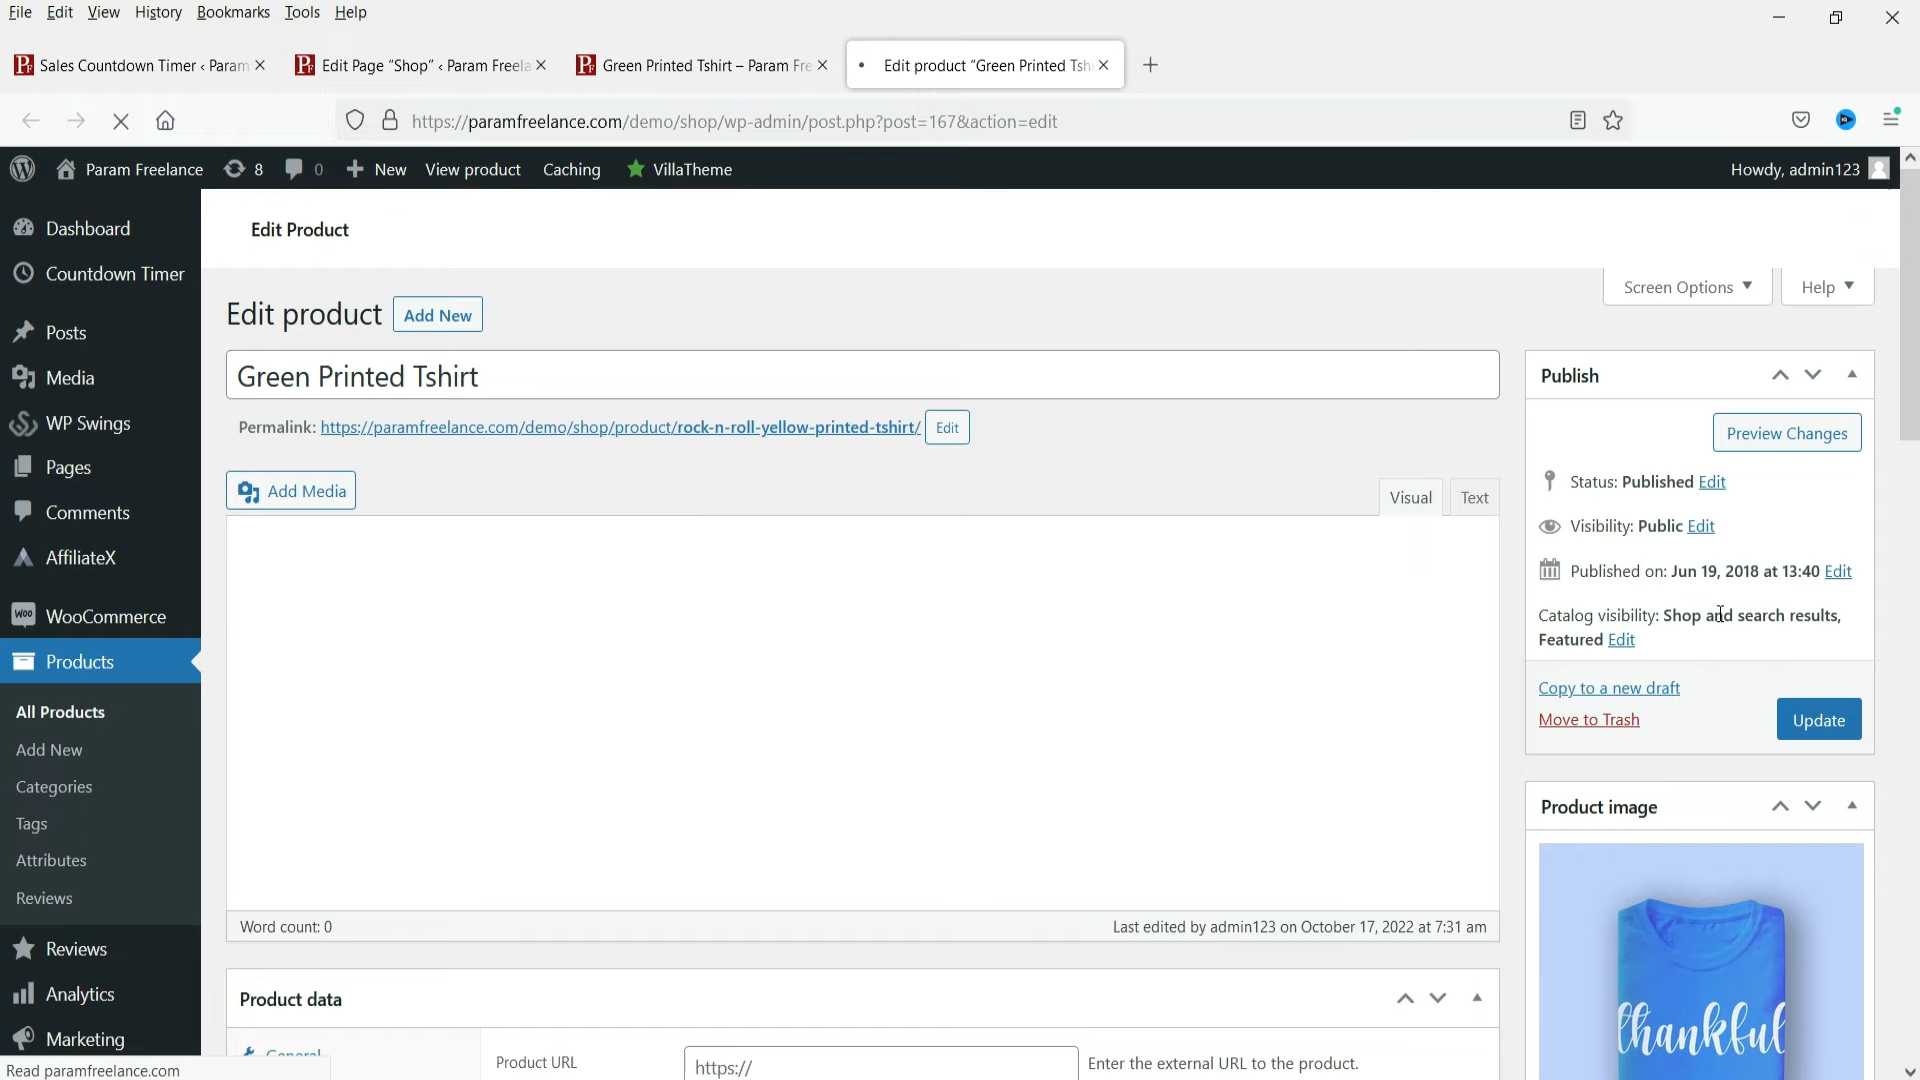 File Edit View History Bookmarks Tools Help
Sales Countdown Timer ‹ Param
Edit Page “Shop” ‹ Param Freela
Green Printed Tshirt – Param Fre
Edit product “Green Printed Tsh
https://paramfreelance.com/demo/shop/wp-admin/post.php?post=167&action=edit
Param Freelance 8 0 New View product Caching VillaTheme Howdy, admin123
Dashboard
Countdown Timer
Posts
Media
WP Swings
Pages
Comments
AffiliateX
WooCommerce
Products
All Products
Add New
Categories
Tags
Attributes
Reviews
Reviews
Analytics
Marketing
Read paramfreelance.com
Edit Product
Screen Options Help
Edit product Add New
Green Printed Tshirt
Permalink: https://paramfreelance.com/demo/shop/product/rock-n-roll-yellow-printed-tshirt/ Edit
Add Media
Visual Text
Word count: 0
Last edited by admin123 on October 17, 2022 at 7:31 am
Product data
General
Product URL
https://
Enter the external URL to the product.
Publish
Preview Changes
Status: Published Edit
Visibility: Public Edit
Published on: Jun 19, 2018 at 13:40 Edit
Catalog visibility: Shop and search results,
Featured Edit
Copy to a new draft
Move to Trash
Update
Product image
thankful